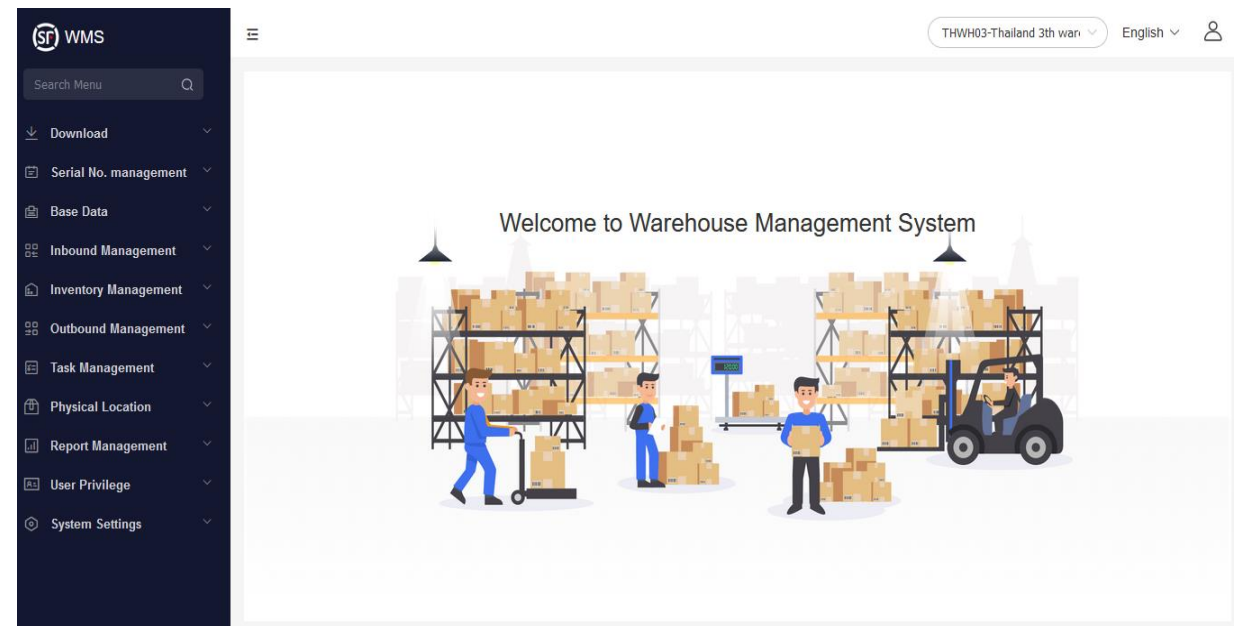 SF WMS
THWH03-Thailand 3th war
English
Search Menu
Download
Serial No. management
Base Data
Inbound Management
Inventory Management
Outbound Management
Task Management
Physical Location
Report Management
User Privilege
System Settings
Welcome to Warehouse Management System